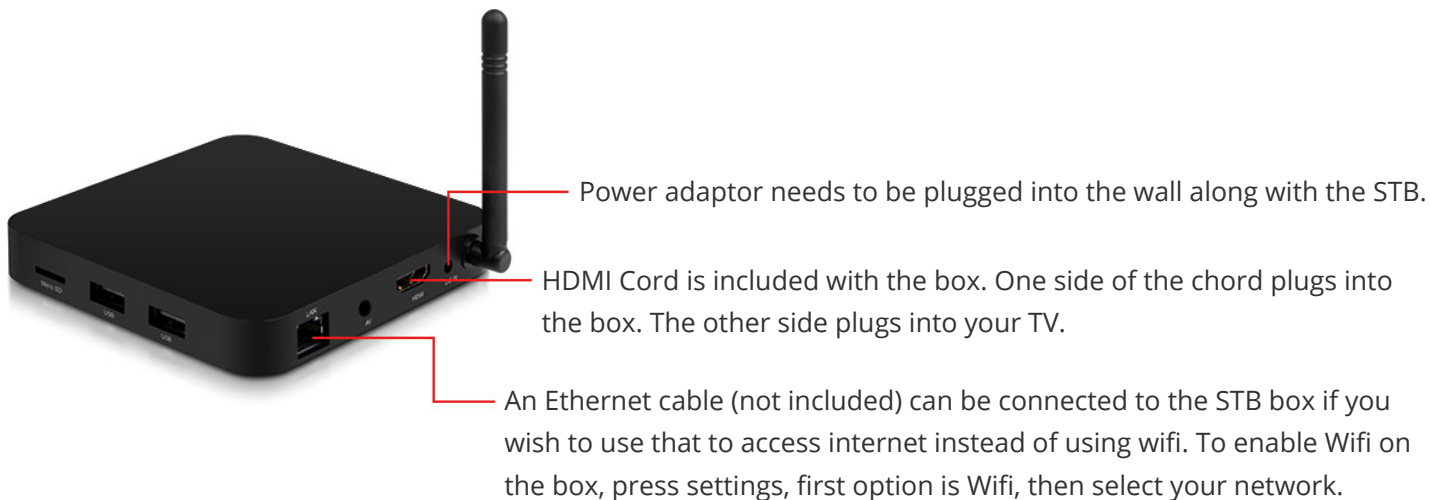 Power adaptor needs to be plugged into the wall along with the STB.
HDMI Cord is included with the box. One side of the chord plugs into
the box. The other side plugs into your TV.
An Ethernet cable (not included) can be connected to the STB box if you
wish to use that to access internet instead of using wifi. To enable Wifi on
the box, press settings, first option is Wifi, then select your network.
Micro SD
USB
USB
LAN
AV
HDMI